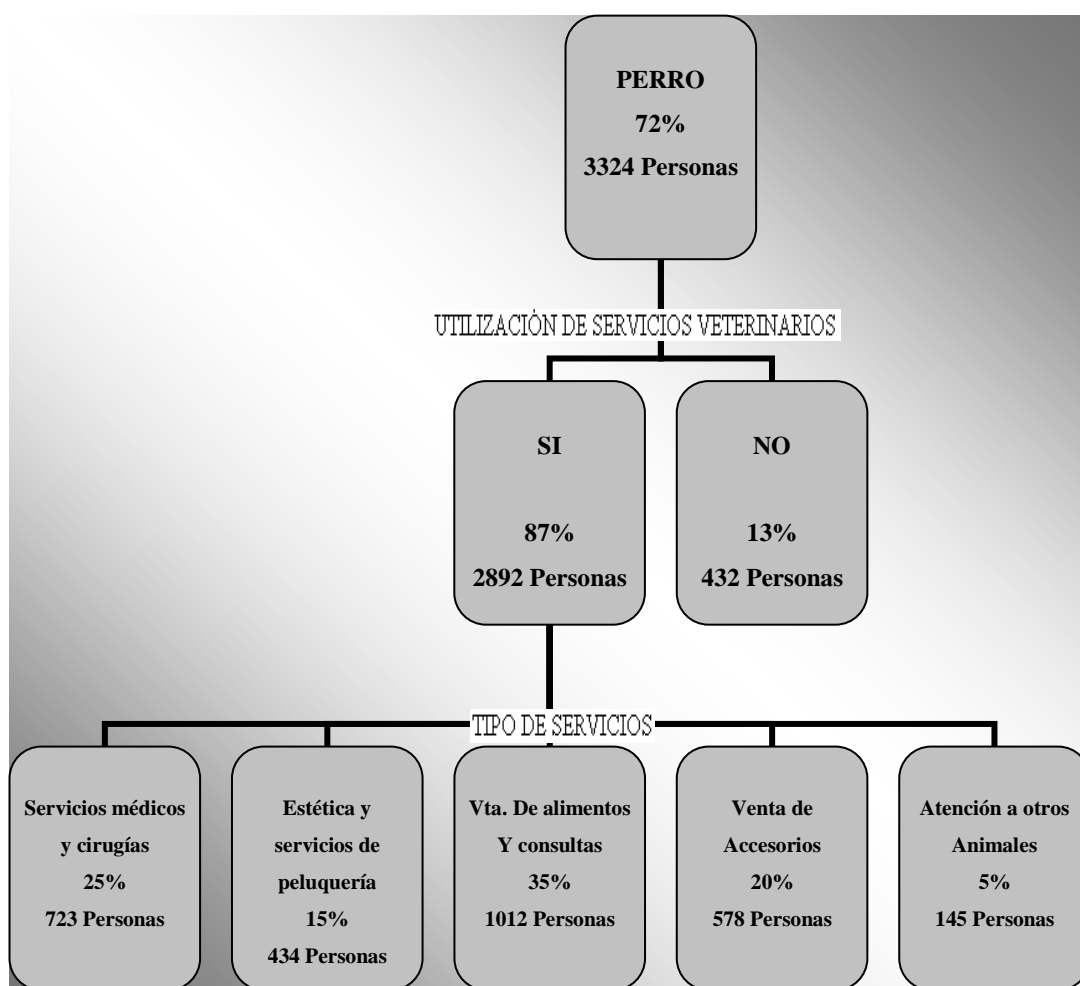 PERRO
72%
3324 Personas
UTILIZACIÓN DE SERVICIOS VETERINARIOS
SI
87%
2892 Personas
NO
13%
432 Personas
TIPO DE SERVICIOS
Servicios médicos
y cirugías
25%
723 Personas
Estética y
servicios de
peluquería
15%
434 Personas
Vta. De alimentos
Y consultas
35%
1012 Personas
Venta de
Accesorios
20%
578 Personas
Atención a otros
Animales
5%
145 Personas